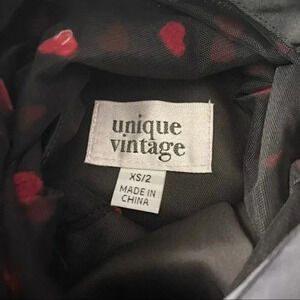 unique
vintage
XS/2
MADE IN
CHINA